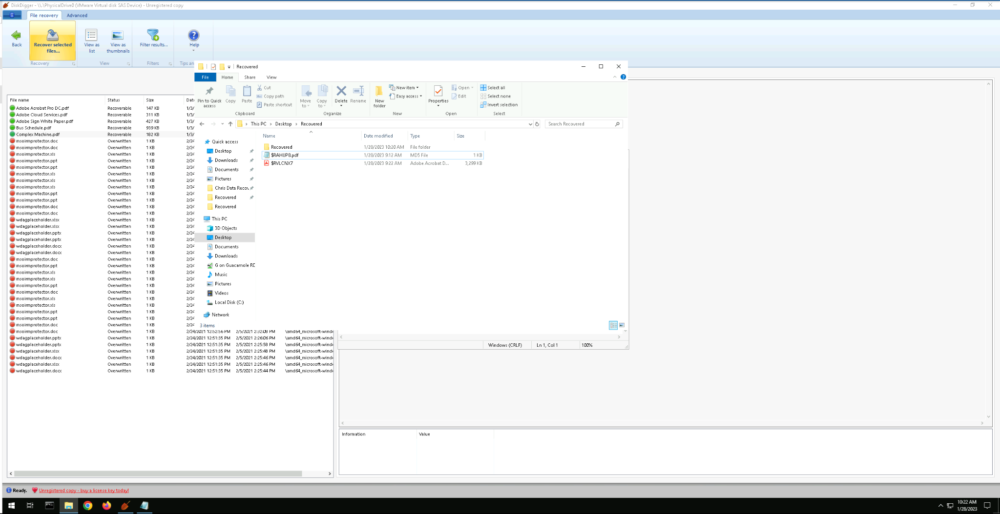 DiskDigger - \\.\PhysicalDrive0 (VMware Virtual disk SAS Device) - Unregistered copy
File recovery Advanced
Back
Recover selected files...
View as list
View as thumbnails
Filter results...
Help
Recovery View Filters Tips an
File name Status Size Date
Adobe Acrobat Pro DC.pdf Recoverable 147 KB 1/3/
Adobe Cloud Services.pdf Recoverable 311 KB 1/3/
Adobe Sign White Paper.pdf Recoverable 427 KB 1/3/
Bus Schedule.pdf Recoverable 939 KB 1/3/
Complex Machine.pdf Recoverable 182 KB 1/3/
msoirmprotector.doc Overwritten 1 KB 2/24
msoirmprotector.doc Overwritten 1 KB 2/24
msoirmprotector.xls Overwritten 1 KB 2/24
msoirmprotector.ppt Overwritten 1 KB 2/24
msoirmprotector.ppt Overwritten 1 KB 2/24
msoirmprotector.xls Overwritten 1 KB 2/24
msoirmprotector.xls Overwritten 1 KB 2/24
msoirmprotector.xls Overwritten 1 KB 2/24
msoirmprotector.ppt Overwritten 1 KB 2/24
msoirmprotector.ppt Overwritten 1 KB 2/24
msoirmprotector.doc Overwritten 1 KB 2/24
msoirmprotector.doc Overwritten 1 KB 2/24
wdagplaceholder.xlsx Overwritten 1 KB 2/24
wdagplaceholder.xlsx Overwritten 1 KB 2/24
wdagplaceholder.pptx Overwritten 1 KB 2/24
wdagplaceholder.pptx Overwritten 1 KB 2/24
wdagplaceholder.docx Overwritten 1 KB 2/24
wdagplaceholder.docx Overwritten 1 KB 2/24
msoirmprotector.doc Overwritten 1 KB 2/24
msoirmprotector.ppt Overwritten 1 KB 2/24
msoirmprotector.xls Overwritten 1 KB 2/24
msoirmprotector.xls Overwritten 1 KB 2/24
msoirmprotector.ppt Overwritten 1 KB 2/24
msoirmprotector.doc Overwritten 1 KB 2/24
msoirmprotector.xls Overwritten 1 KB 2/24
msoirmprotector.xls Overwritten 1 KB 2/24
msoirmprotector.ppt Overwritten 1 KB 2/24
msoirmprotector.ppt Overwritten 1 KB 2/24
msoirmprotector.doc Overwritten 1 KB 2/24
msoirmprotector.doc Overwritten 1 KB 2/24/2021 12:52:56 PM 2/5/2021 2:32:08 PM \amd64_microsoft-wind
wdagplaceholder.pptx Overwritten 1 KB 2/24/2021 12:51:35 PM 2/5/2021 2:26:06 PM \amd64_microsoft-wind
wdagplaceholder.pptx Overwritten 1 KB 2/24/2021 12:51:35 PM 2/5/2021 2:25:58 PM \amd64_microsoft-wind
wdagplaceholder.xlsx Overwritten 1 KB 2/24/2021 12:51:35 PM 2/5/2021 2:25:48 PM \amd64_microsoft-wind
wdagplaceholder.docx Overwritten 1 KB 2/24/2021 12:51:35 PM 2/5/2021 2:25:46 PM \amd64_microsoft-wind
wdagplaceholder.xlsx Overwritten 1 KB 2/24/2021 12:51:35 PM 2/5/2021 2:25:46 PM \amd64_microsoft-wind
wdagplaceholder.docx Overwritten 1 KB 2/24/2021 12:51:35 PM 2/5/2021 2:25:44 PM \amd64_microsoft-wind
Recovered
File Home Share View
Pin to Quick access
Copy
Paste
Cut
Copy path
Paste shortcut
Move to
Copy to
Delete
Rename
New folder
New item
Easy access
Properties
Open
Edit
Select all
Select none
Invert selection
Clipboard Organize New Open Select
This PC > Desktop > Recovered
Search Recovered
Name Date modified Type Size
Recovered 1/28/2023 10:20 AM File folder
$RAHUP8.pdf 1/28/2023 9:12 AM MD5 File 1 KB
$RVLCNX7 1/28/2023 9:22 AM Adobe Acrobat D... 3,299 KB
Quick access
Desktop
Downloads
Documents
Pictures
Chris Data Recov
Recovered
Recovered
This PC
3D Objects
Desktop
Documents
Downloads
G on Guacamole RD
Music
Pictures
Videos
Local Disk (C:)
Network
3 items
Windows (CRLF) Ln 1, Col 1 100%
Information Value
Ready. Unregistered copy - buy a license key today!
10:22 AM
1/28/2023